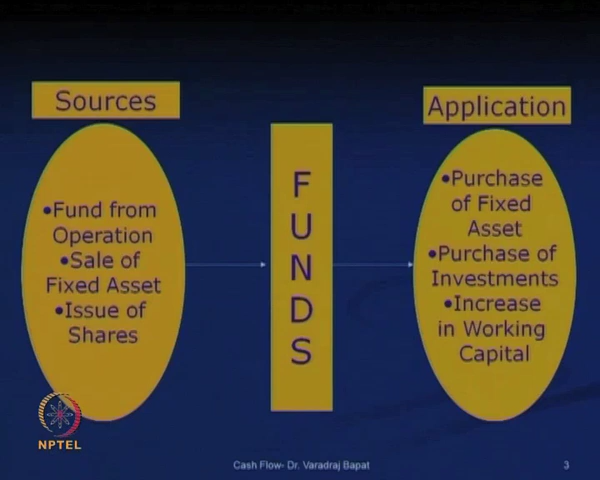 Sources
Application
•Fund from
Operation
•Sale of
Fixed Asset
•Issue of
Shares
F
U
N
D
S
•Purchase
of Fixed
Asset
•Purchase of
Investments
•Increase
in Working
Capital
NPTEL
Cash Flow- Dr. Varadraj Bapat
3